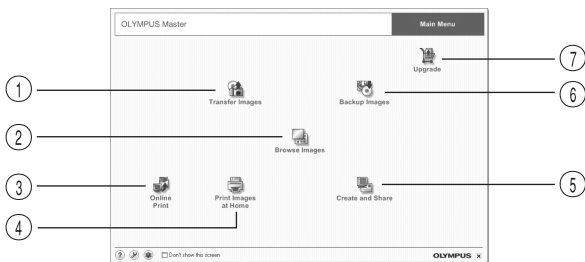 OLYMPUS Master
Main Menu
7
Upgrade
1
Transfer Images
6
Backup Images
2
Browse Images
3
Online
Print
4
Print Images
at Home
5
Create and Share
? Don't show this screen
OLYMPUS x